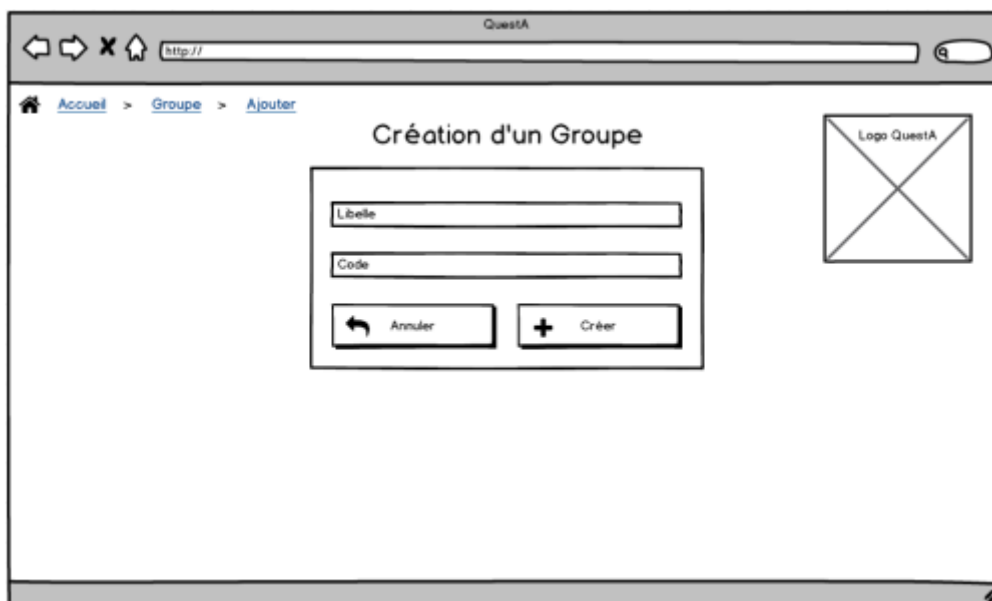 QuestA
http://
Accueil > Groupe > Ajouter
Création d'un Groupe
Logo QuestA
Libelle
Code
Annuler
Créer